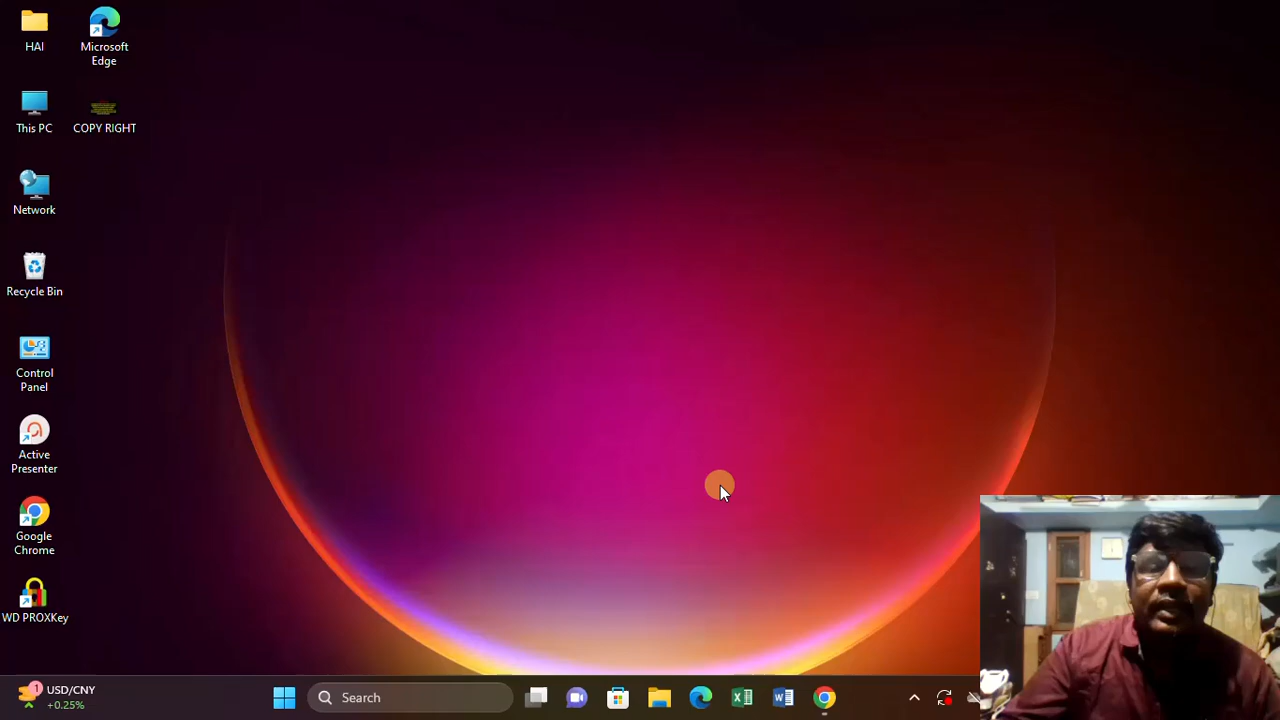 HAI
Microsoft
Edge
This PC
COPY RIGHT
Network
Recycle Bin
Control
Panel
Active
Presenter
Google
Chrome
WD PROXKey
1
USD/CNY
+0.25%
Search